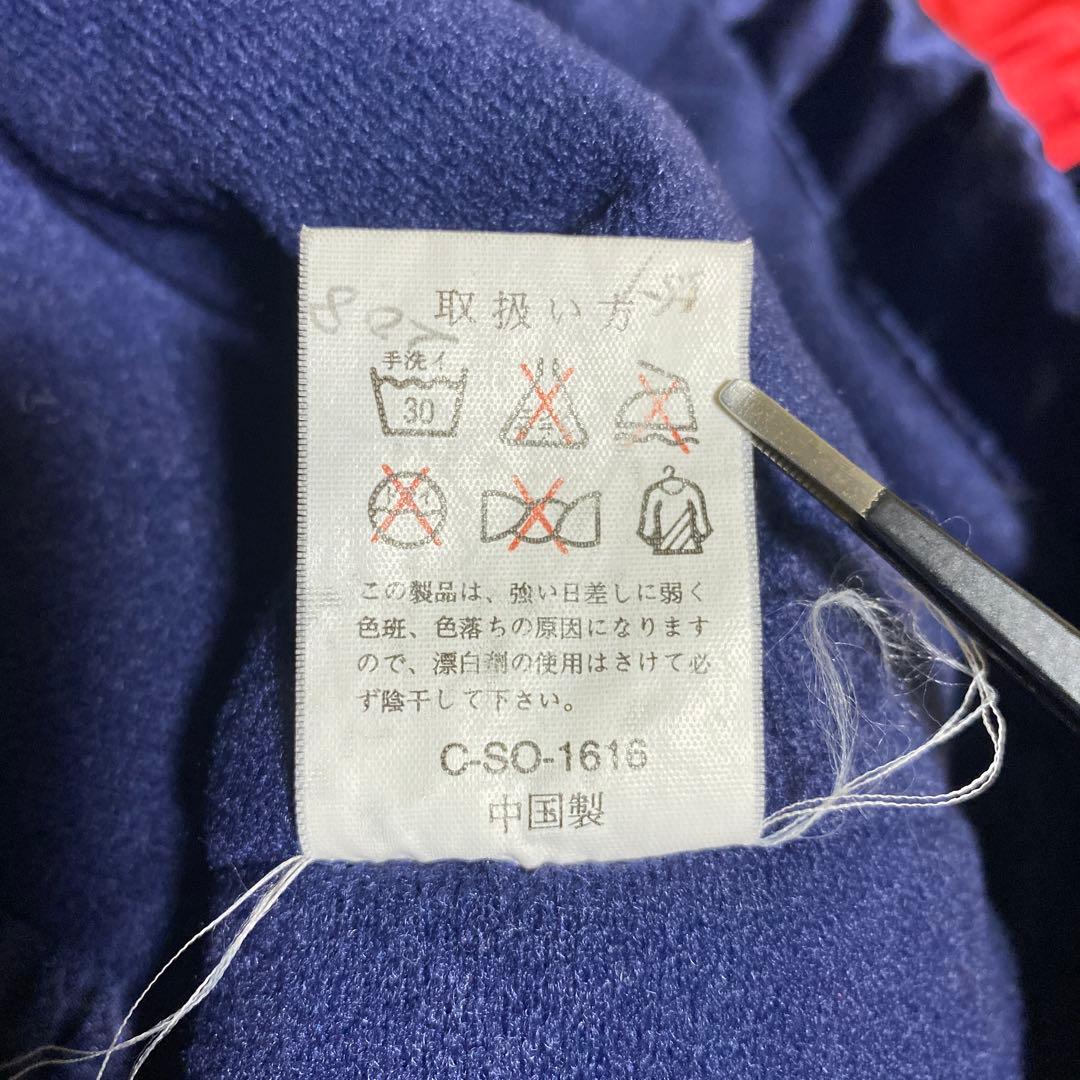 取扱い方
手洗イ
30
この製品は、強い日差しに弱く
色班、色落ちの原因になります
ので、漂白剤の使用はさけて必
ず陰干して下さい。
C-SO-1616
中国製